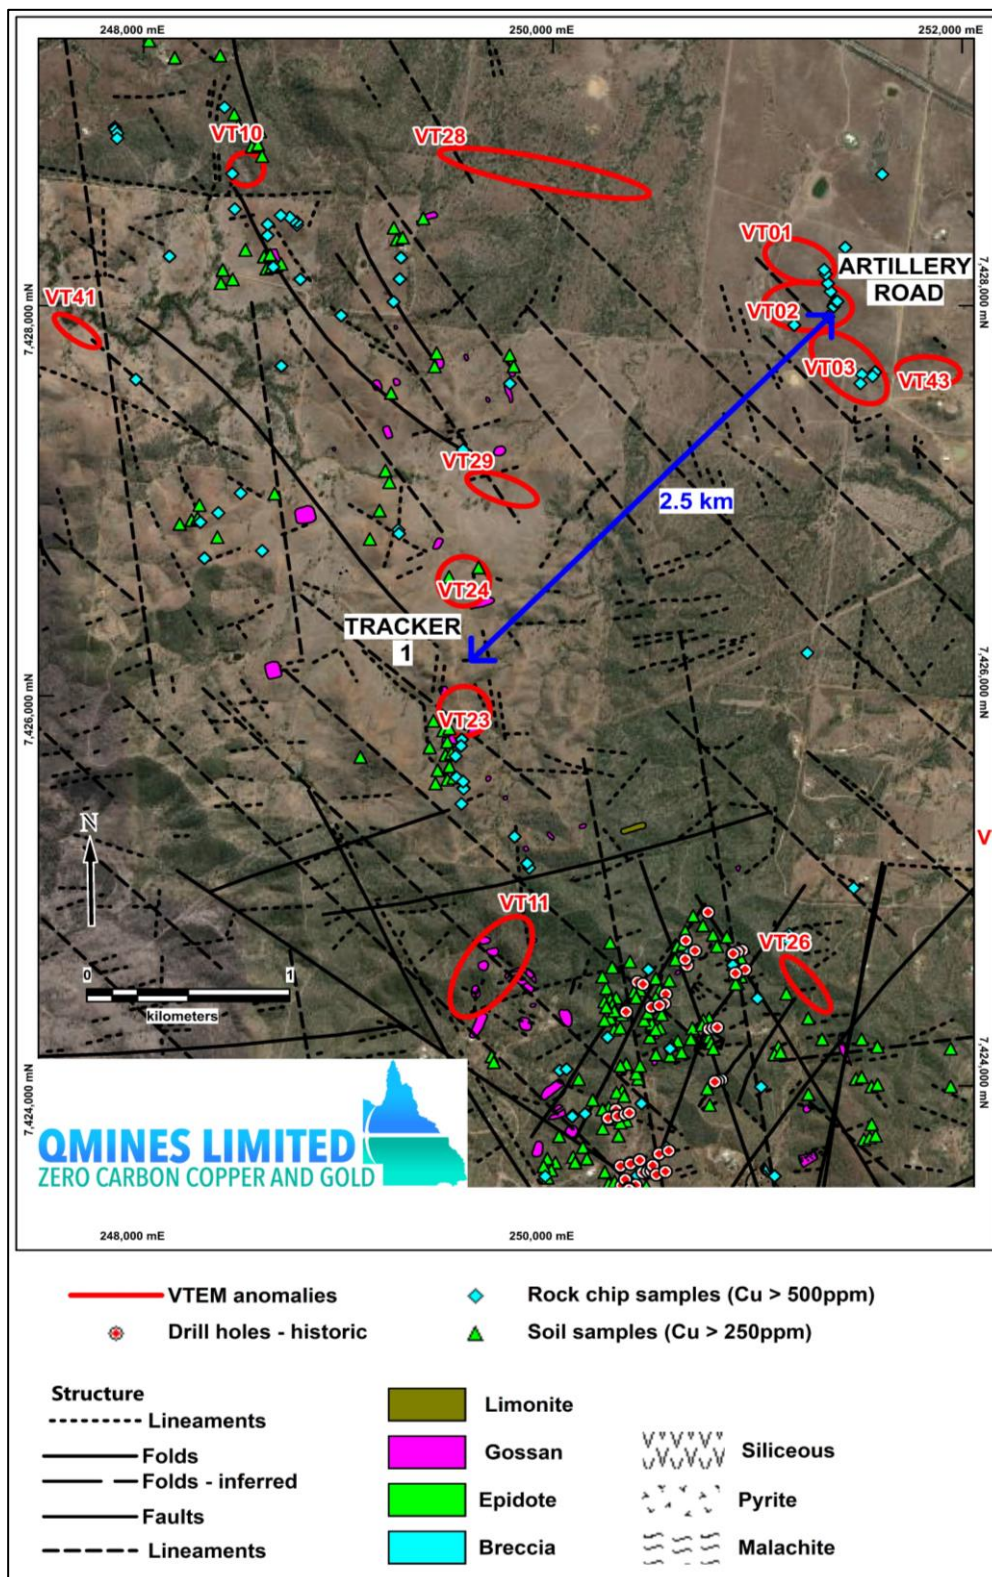 248,000 mE
250,000 mE
252,000 mE
VT10
VT28
VT01
ARTILLERY
ROAD
VT41
VT02
VT03
VT43
7,428,000 mN
7,428,000 mN
VT29
2.5 km
VT24
TRACKER
1
VT23
7,426,000 mN
7,426,000 mN
N
V
VT11
VT26
0
1
kilometers
7,424,000 mN
7,424,000 mN
QMINES LIMITED
ZERO CARBON COPPER AND GOLD
248,000 mE
250,000 mE
VTEM anomalies
Rock chip samples (Cu > 500ppm)
Drill holes - historic
Soil samples (Cu > 250ppm)
Structure
Lineaments
Folds
Folds - inferred
Faults
Lineaments
Limonite
Gossan
Epidote
Breccia
Siliceous
Pyrite
Malachite